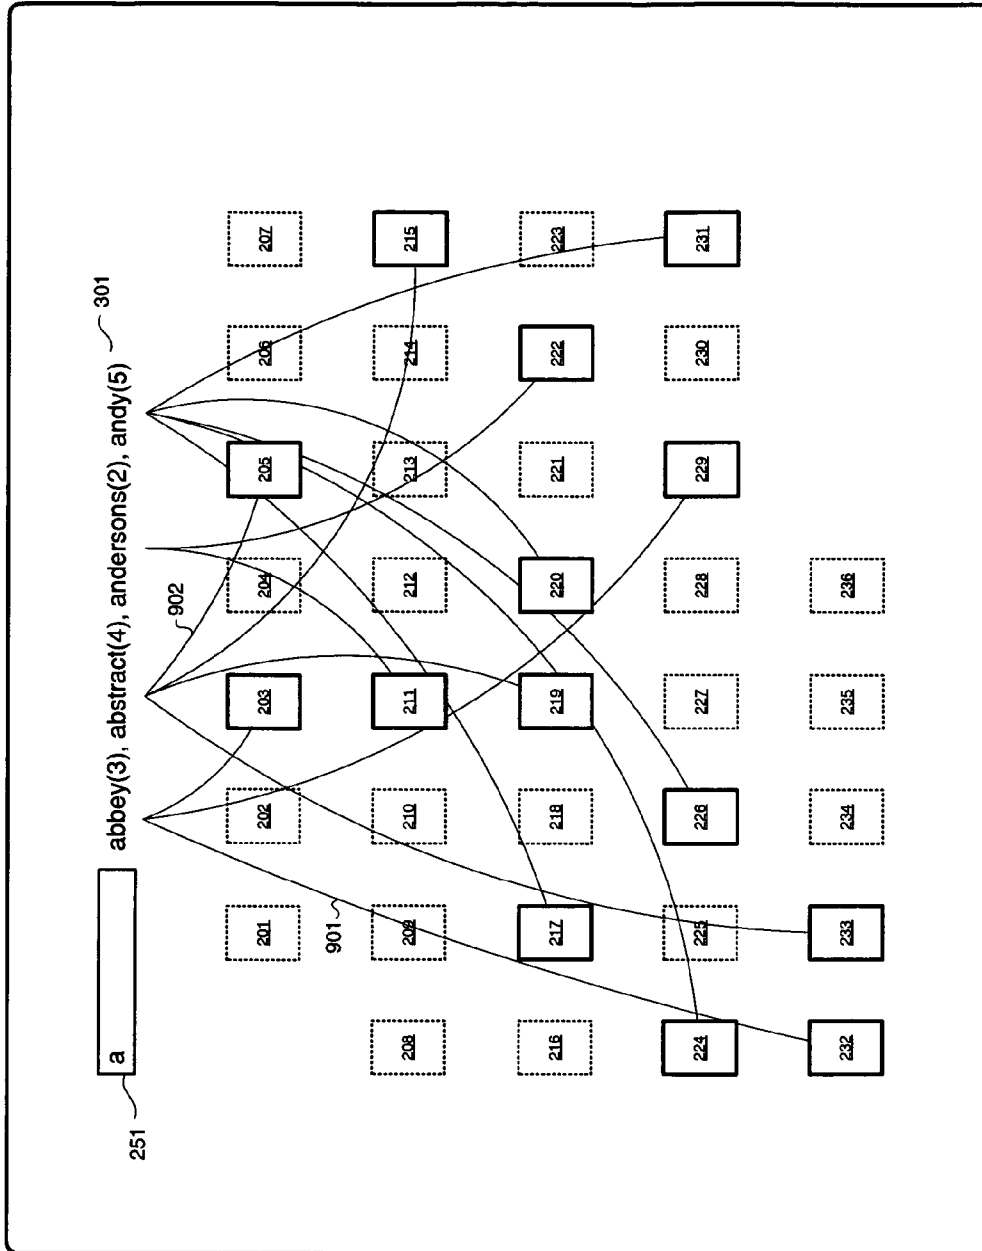 a abbey(3), abstract(4), andersons(2), andy(5) 301
251
902
201 202 203 204 205 206 207
901
208 209 210 211 212 213 214 215
216 217 218 219 220 221 222 223
224 225 226 227 228 229 230 231
232 233 234 235 236